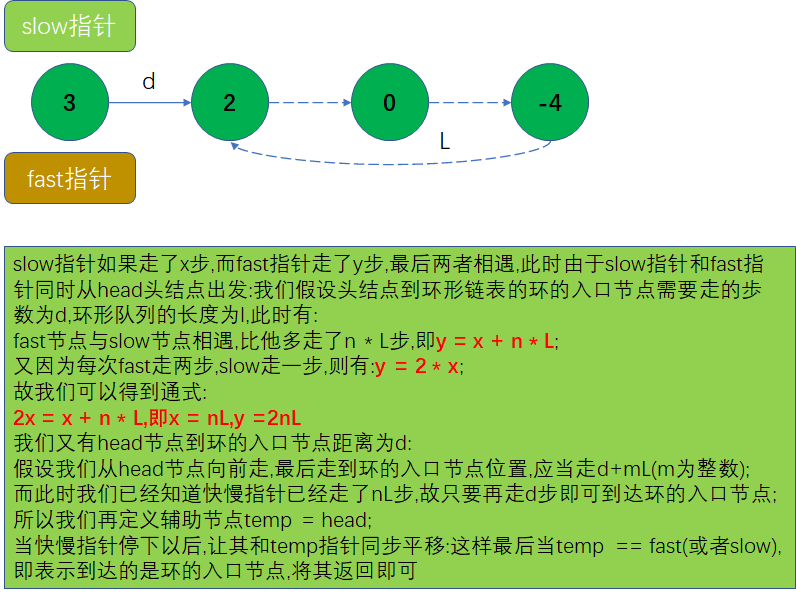 slow指针
d
3
2
0
-4
L
fast指针
slow指针如果走了x步,而fast指针走了y步,最后两者相遇,此时由于slow指针和fast指
针同时从head头结点出发:我们假设头结点到环形链表的环的入口节点需要走的步
数为d,环形队列的长度为l,此时有:
fast节点与slow节点相遇,比他多走了n * L步,即y = x + n * L;
又因为每次fast走两步,slow走一步,则有:y = 2 * x;
故我们可以得到通式:
2x = x + n * L,即x = nL,y =2nL
我们又有head节点到环的入口节点距离为d:
假设我们从head节点向前走,最后走到环的入口节点位置,应当走d+mL(m为整数);
而此时我们已经知道快慢指针已经走了nL步,故只要再走d步即可到达环的入口节点;
所以我们再定义辅助节点temp = head;
当快慢指针停下以后,让其和temp指针同步平移:这样最后当temp == fast(或者slow),
即表示到达的是环的入口节点,将其返回即可